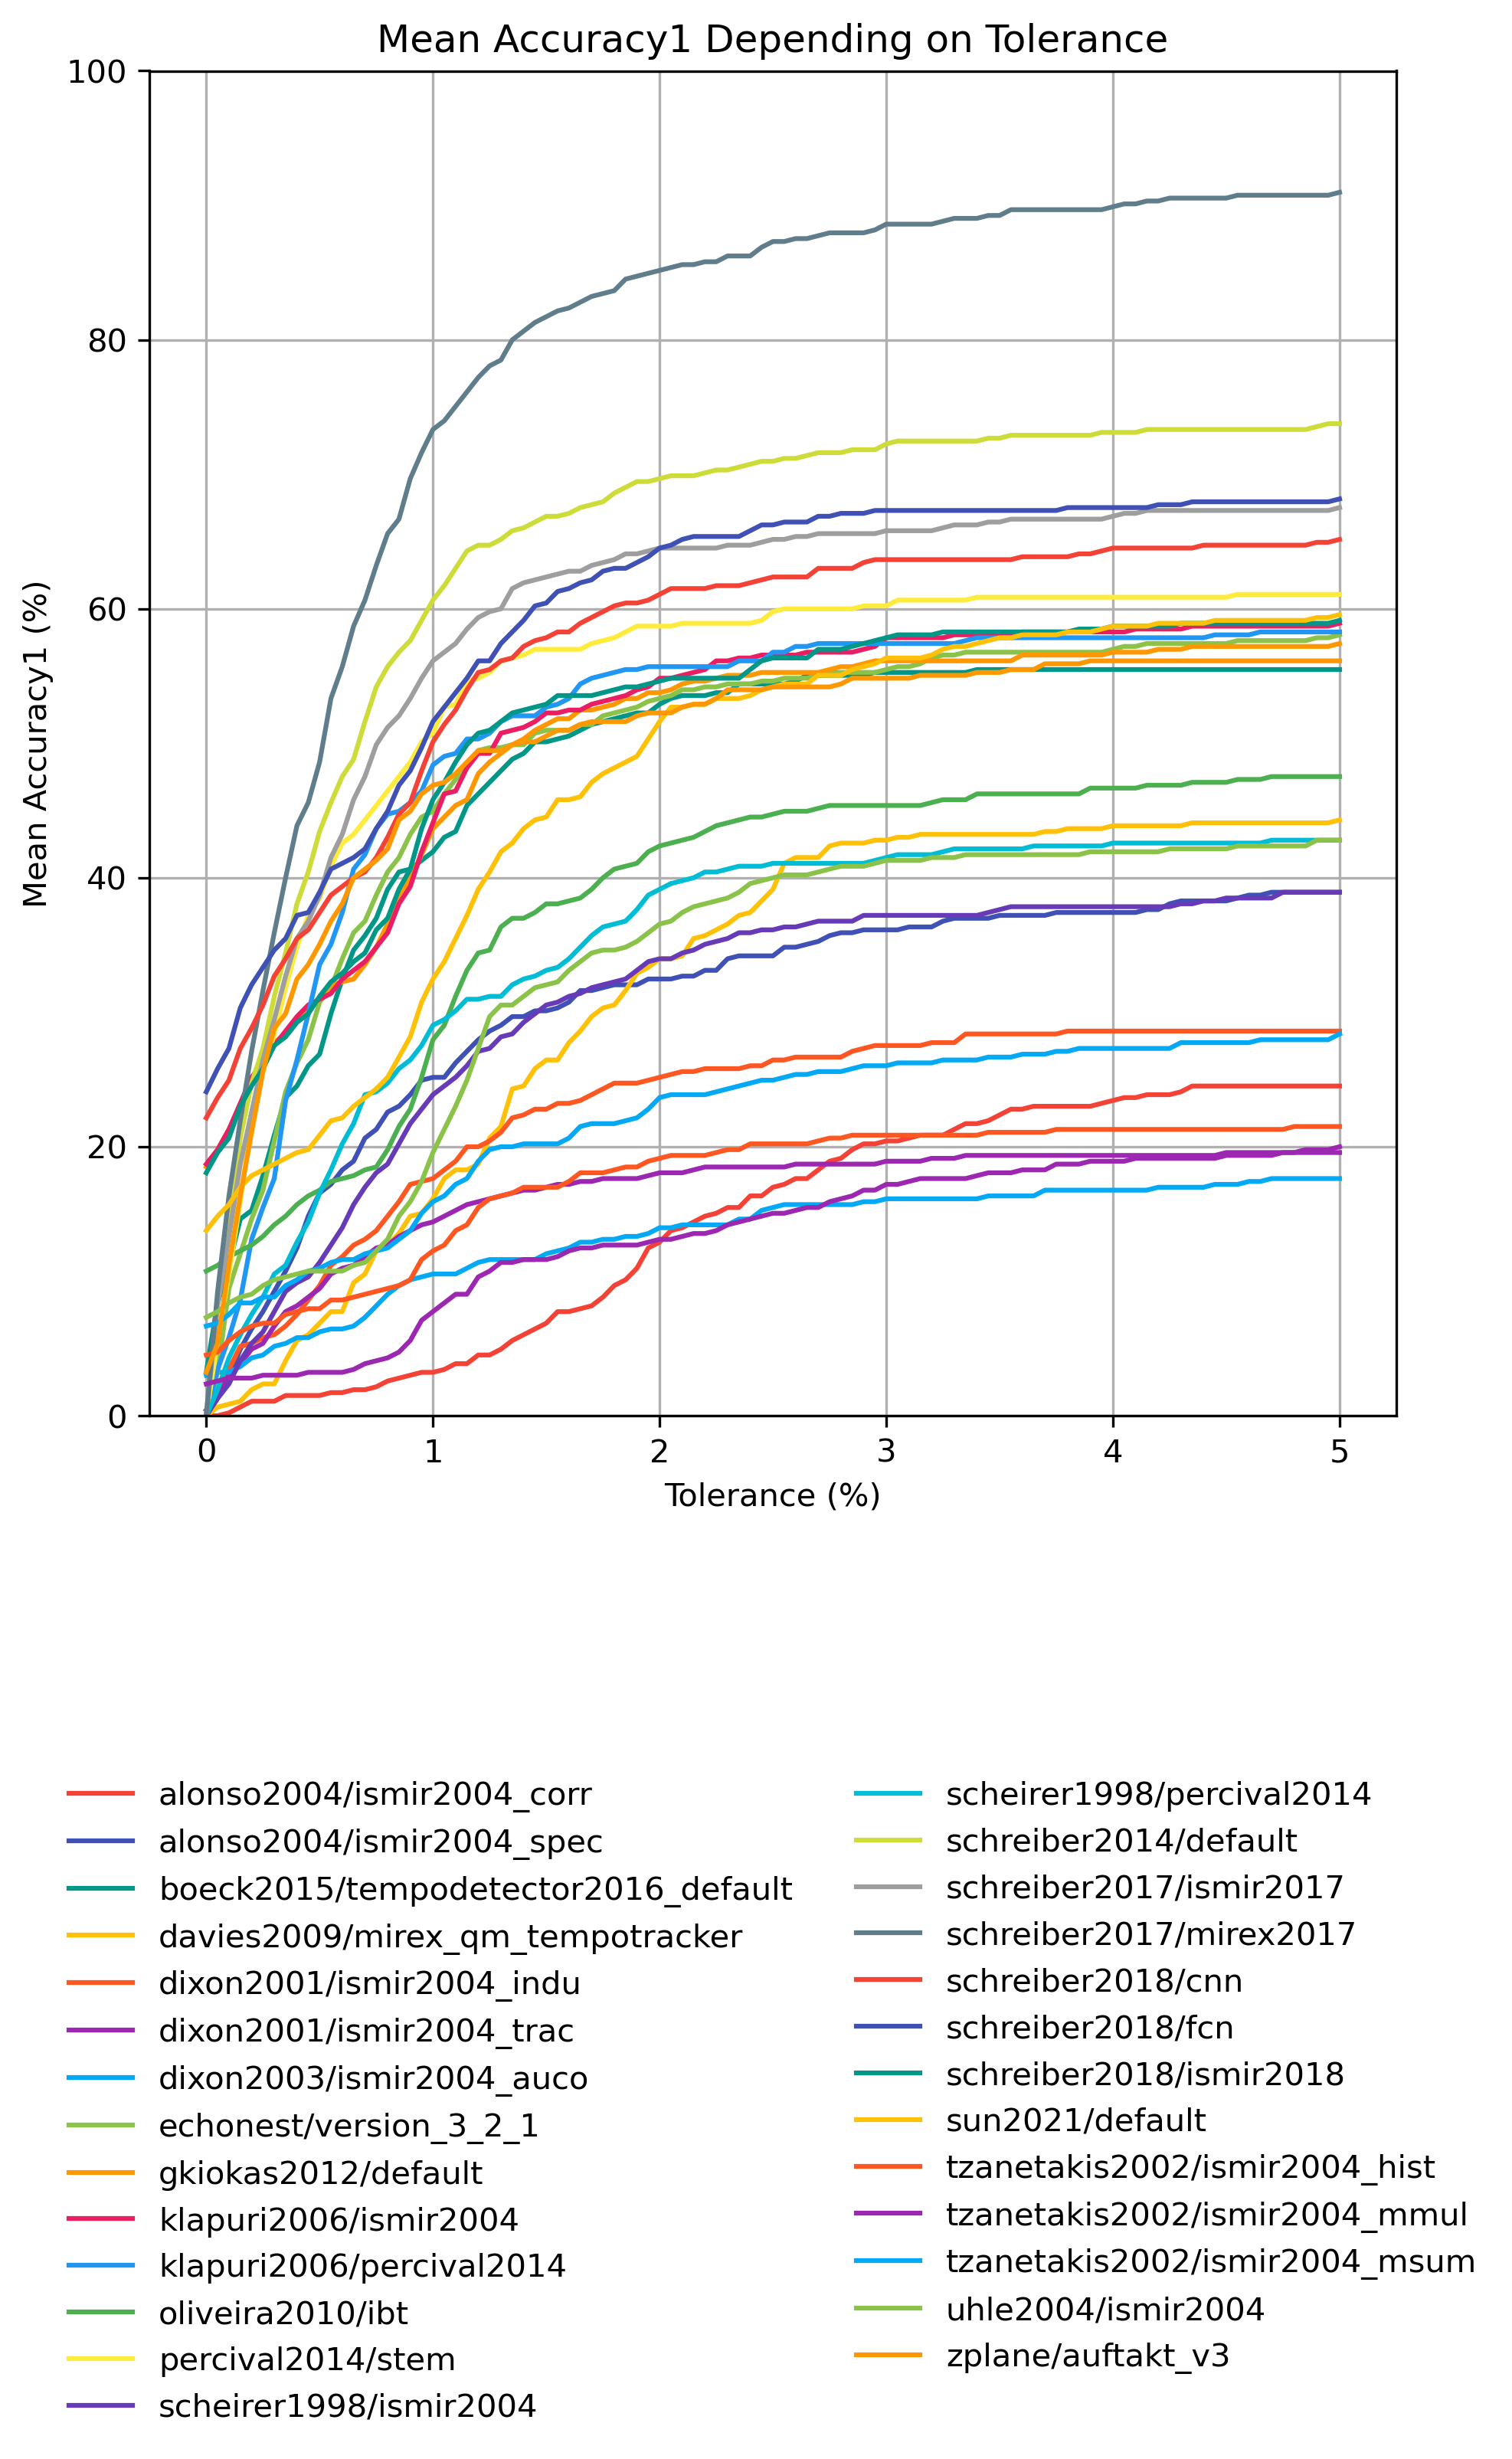 Mean Accuracy1 Depending on Tolerance
100
80
60
40
20
0
Mean Accuracy1 (%)
0 1 2 3 4 5
Tolerance (%)
alonso2004/ismir2004_corr
alonso2004/ismir2004_spec
boeck2015/tempodetector2016_default
davies2009/mirex_qm_tempotracker
dixon2001/ismir2004_indu
dixon2001/ismir2004_trac
dixon2003/ismir2004_auco
echonest/version_3_2_1
gkiokas2012/default
klapuri2006/ismir2004
klapuri2006/percival2014
oliveira2010/ibt
percival2014/stem
scheirer1998/ismir2004
scheirer1998/percival2014
schreiber2014/default
schreiber2017/ismir2017
schreiber2017/mirex2017
schreiber2018/cnn
schreiber2018/fcn
schreiber2018/ismir2018
sun2021/default
tzanetakis2002/ismir2004_hist
tzanetakis2002/ismir2004_mmul
tzanetakis2002/ismir2004_msum
uhle2004/ismir2004
zplane/auftakt_v3